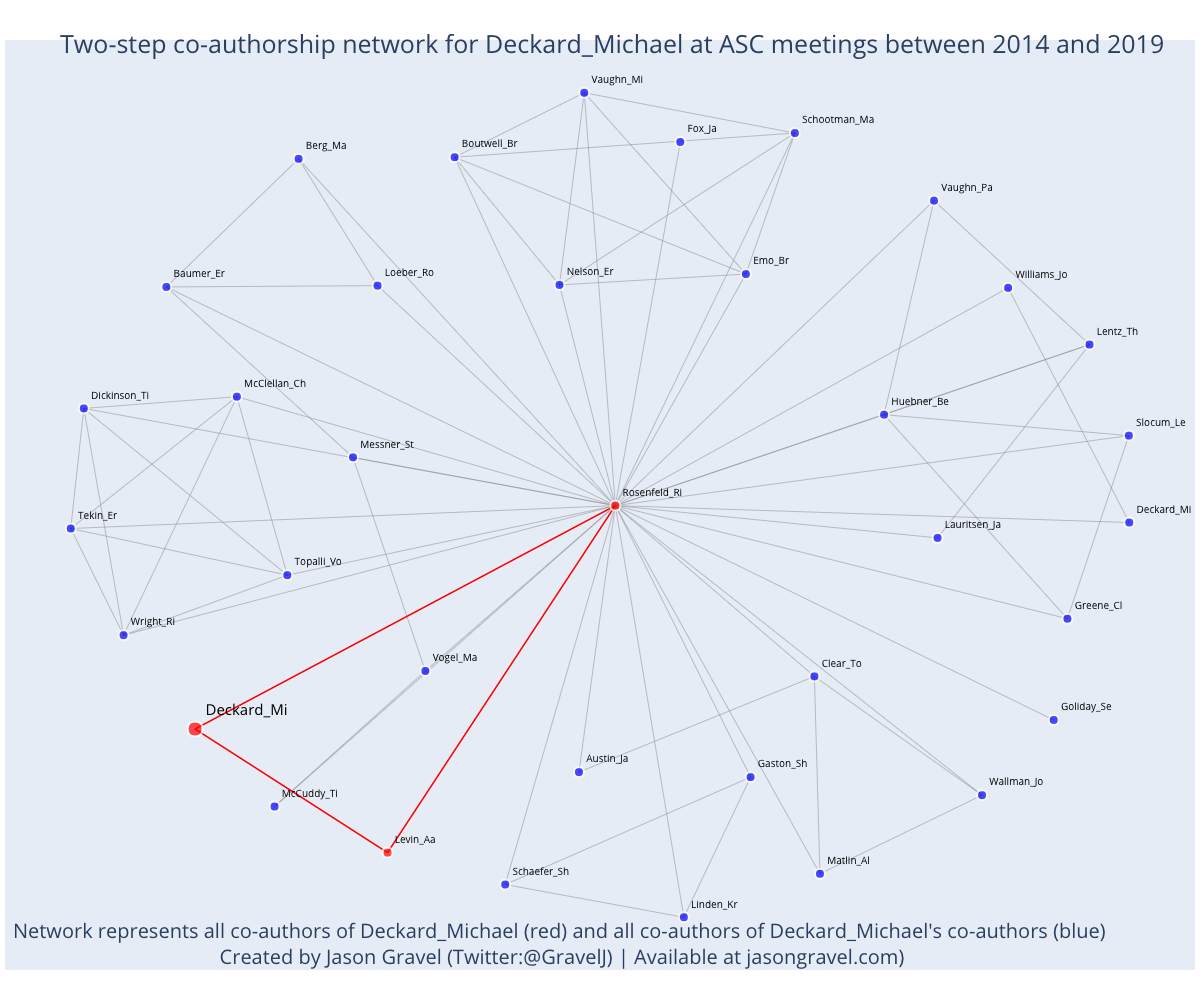 Two-step co-authorship network for Deckard_Michael at ASC meetings between 2014 and 2019
Vaughn_Mi
Schootman_Ma
Fox_Ja
Boutwell_Br
Berg_Ma
Vaughn_Pa
Emo_Br
Nelson_Er
Loeber_Ro
Baumer_Er
Williams_Jo
Lentz_Th
McClellan_Ch
Dickinson_Ti
Huebner_Be
Slocum_Le
Messner_St
Rosenfeld_Ri
Tekin_Er
Lauritsen_Ja
Deckard_Mi
Topalli_Vo
Greene_Cl
Wright_Ri
Vogel_Ma
Clear_To
Deckard_Mi
Goliday_Se
Austin_Ja
Gaston_Sh
Wallman_Jo
McCuddy_Ti
Levin_Aa
Matlin_Al
Schaefer_Sh
Linden_Kr
Network represents all co-authors of Deckard_Michael (red) and all co-authors of Deckard_Michael's co-authors (blue)
Created by Jason Gravel (Twitter:@GravelJ) | Available at jasongravel.com)